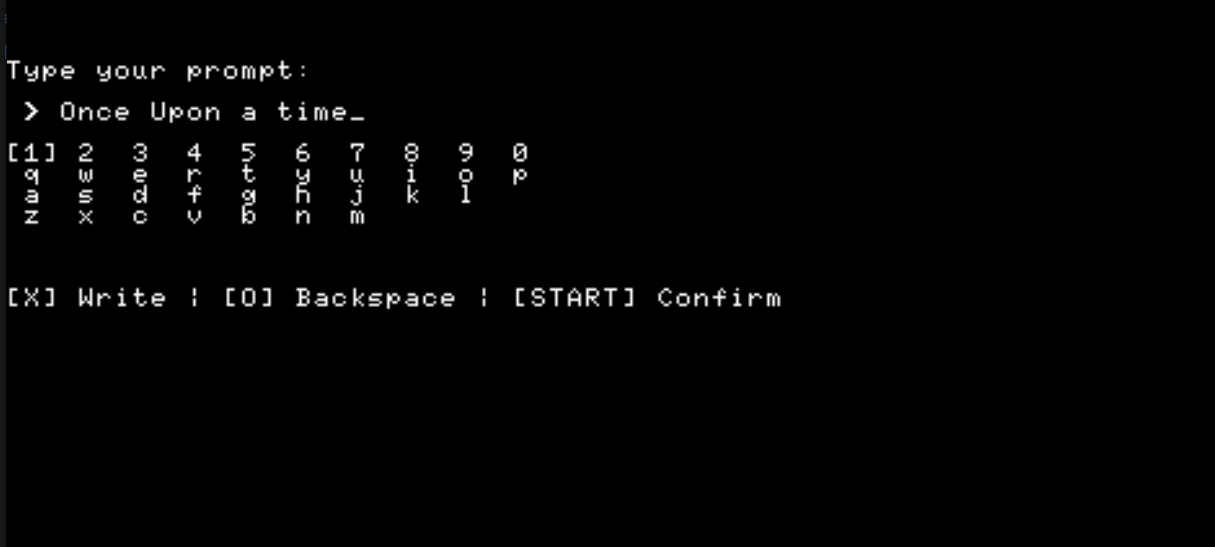 Type your prompt:
> Once Upon a time_
[1] 2 3 4 5 6 7 8 9 0
q w e r t y u i o p
a s d f g h j k l
z x c v b n m
[X] Write | [O] Backspace | [START] Confirm